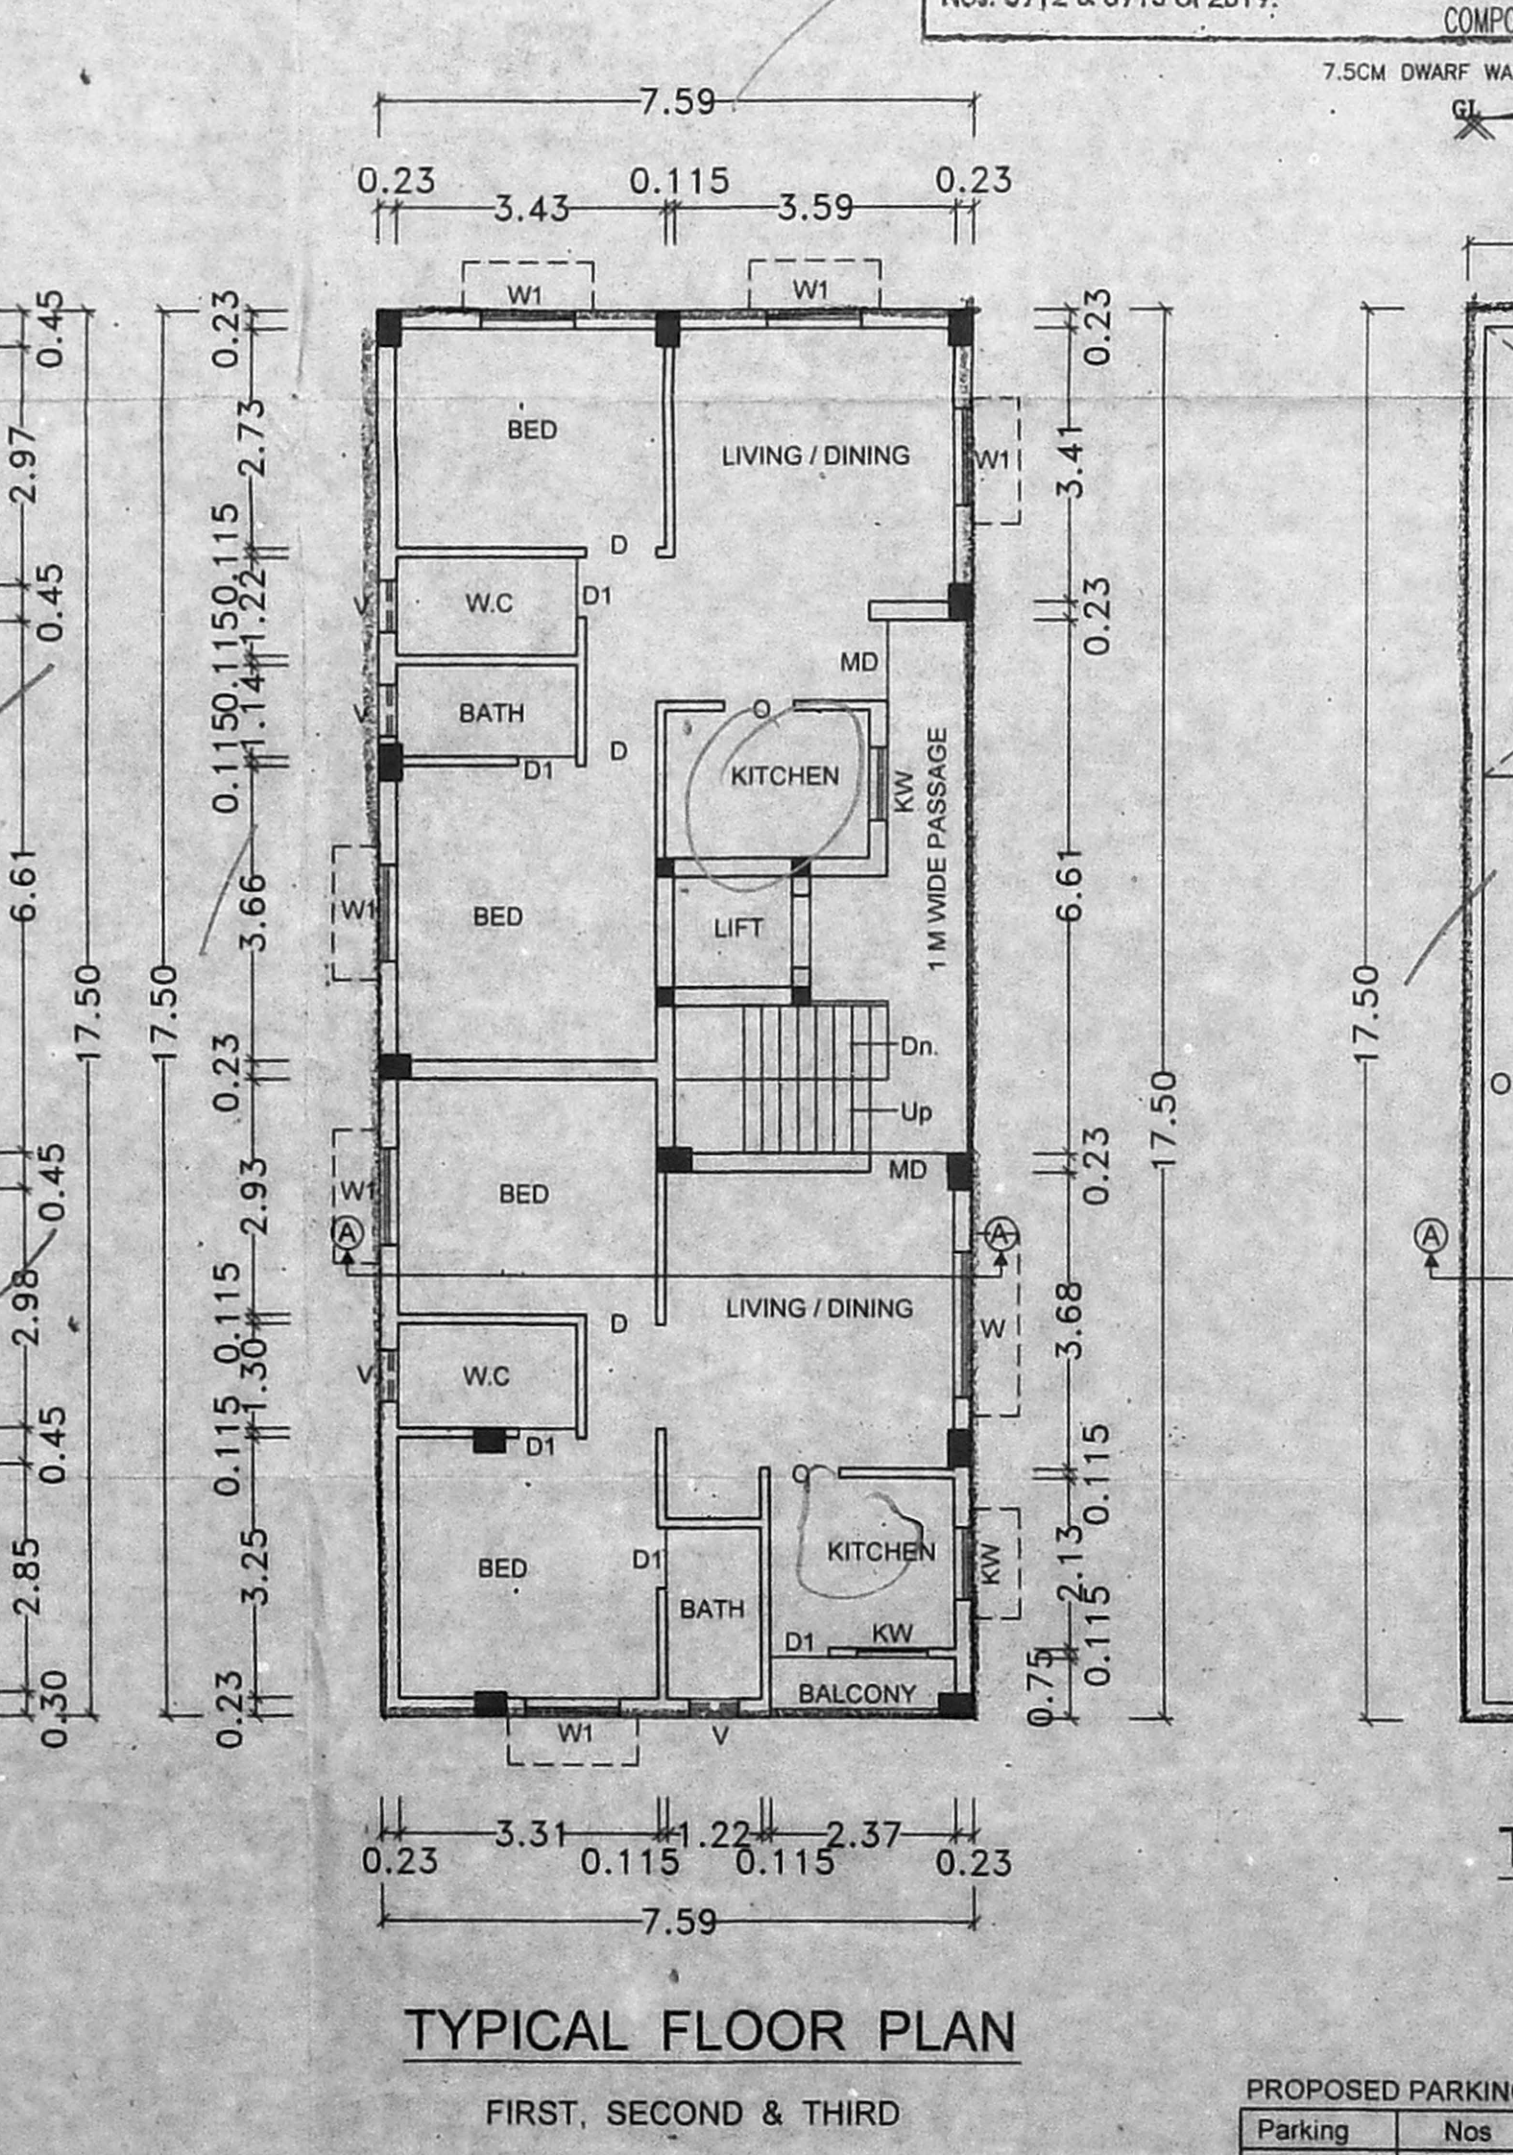 COMPO
7.5CM DWARF WA
GL
7.59
0.23 0.115 0.23
3.43 3.59
W1 W1
0.45 0.23 0.23
2.97 2.73 BED LIVING / DINING W1 3.41
0.115 D
0.45 1.22 V W.C D1 0.23
0.115 MD
1.14 V BATH D O
0.115 D1 KITCHEN KW
1 M WIDE PASSAGE
6.61 3.66 W1 BED LIFT 6.61
17.50 17.50 17.50
0.23 Dn. 17.50 O
Up
0.45 2.93 W1 BED MD 0.23
A A A
2.98 0.115 D LIVING / DINING W 3.68
1.30 V W.C
0.45 0.115 D1 O 0.115
2.85 3.25 BED D1 KITCHEN KW 2.13
BATH D1 KW 0.115
0.30 0.23 BALCONY 0.75
W1 V
3.31 1.22 2.37
0.23 0.115 0.115 0.23
7.59
TYPICAL FLOOR PLAN
FIRST, SECOND & THIRD
PROPOSED PARKING
Parking Nos